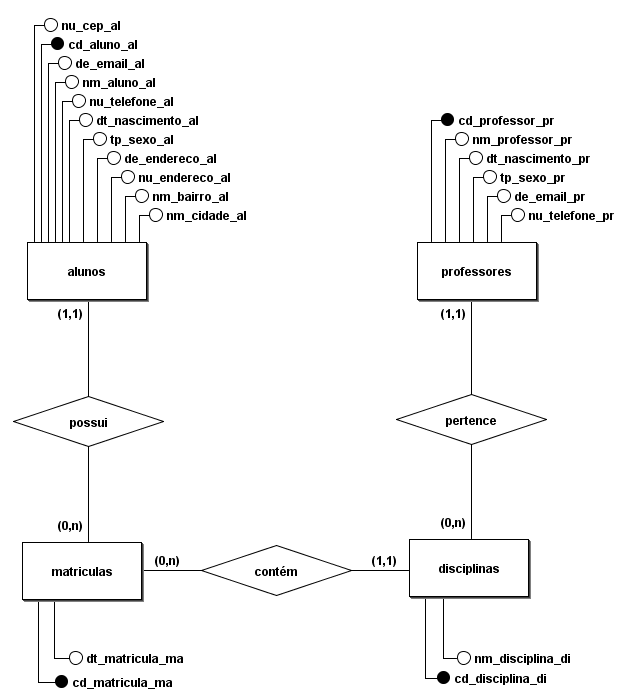 nu_cep_al
cd_aluno_al
de_email_al
nm_aluno_al
nu_telefone_al
dt_nascimento_al
tp_sexo_al
de_endereco_al
nu_endereco_al
nm_bairro_al
nm_cidade_al
alunos
(1,1)
possui
(0,n)
matriculas
dt_matricula_ma
cd_matricula_ma
(0,n)
contém
(1,1)
cd_professor_pr
nm_professor_pr
dt_nascimento_pr
tp_sexo_pr
de_email_pr
nu_telefone_pr
professores
(1,1)
pertence
(0,n)
disciplinas
nm_disciplina_di
cd_disciplina_di